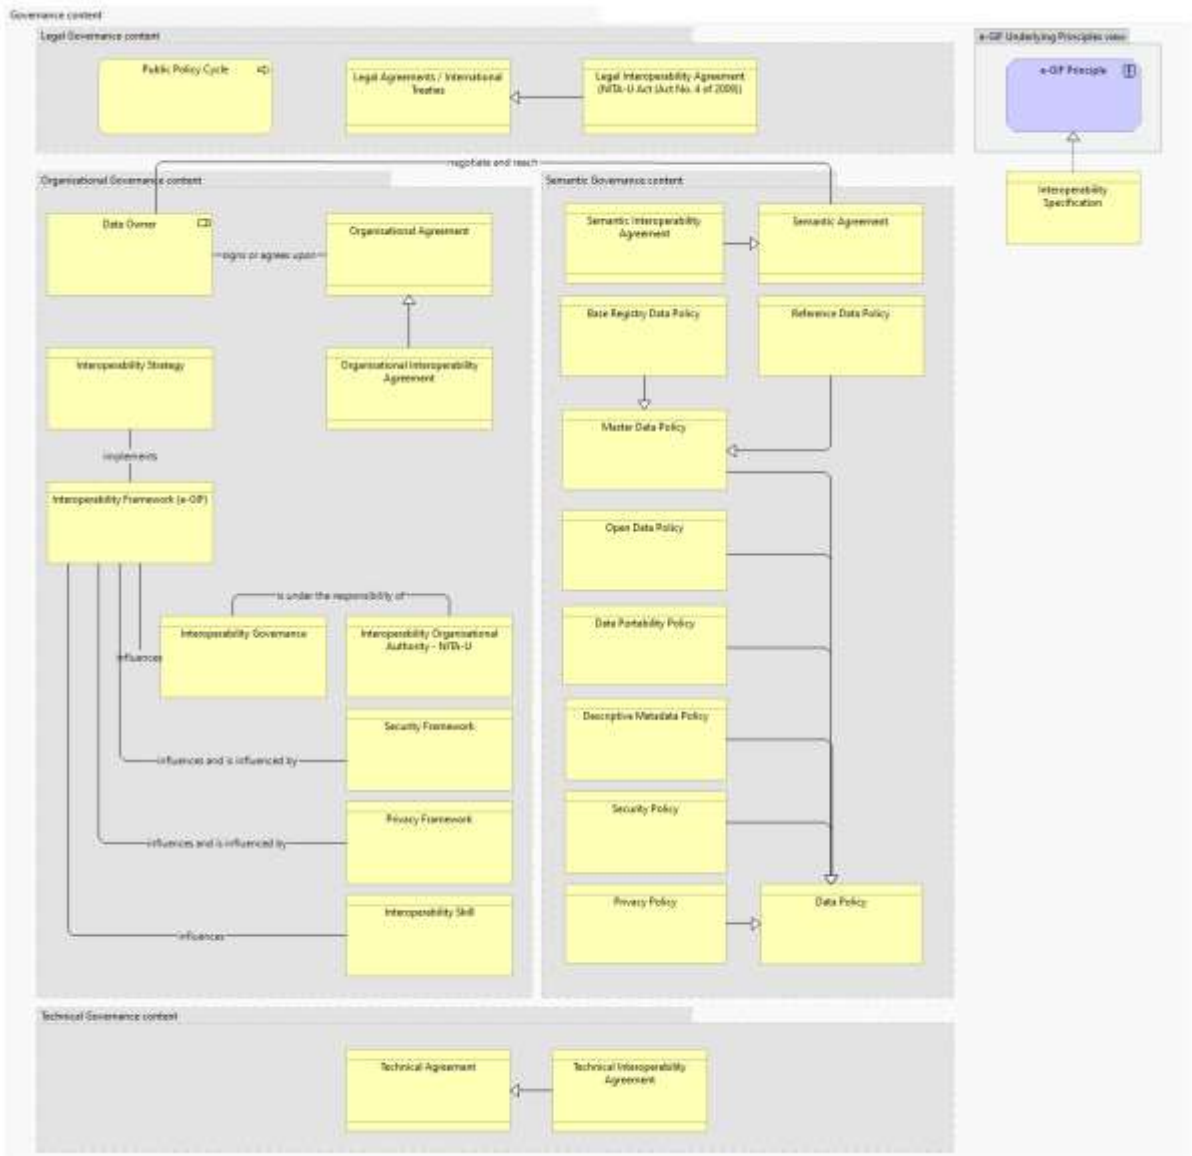 Governance content
Legal Governance content
Public Policy Cycle
Legal Agreements / International
Treaties
Legal Interoperability Agreement
(NITA-U Act (Act No. 4 of 2009))
e-GIF Underlying Principles view
e-GIF Principle
Interoperability
Specification
negotiate and reach
Organisational Governance content
Data Owner
signs or agrees upon
Organisational Agreement
Interoperability Strategy
Organisational Interoperability
Agreement
implements
Interoperability Framework (e-GIF)
is under the responsibility of
Interoperability Governance
Interoperability Organisational
Authority - NITA-U
influences
Security Framework
influences and is influenced by
Privacy Framework
influences and is influenced by
Interoperability Skill
influences
Semantic Governance content
Semantic Interoperability
Agreement
Semantic Agreement
Base Registry Data Policy
Reference Data Policy
Master Data Policy
Open Data Policy
Data Portability Policy
Descriptive Metadata Policy
Security Policy
Privacy Policy
Data Policy
Technical Governance content
Technical Agreement
Technical Interoperability
Agreement